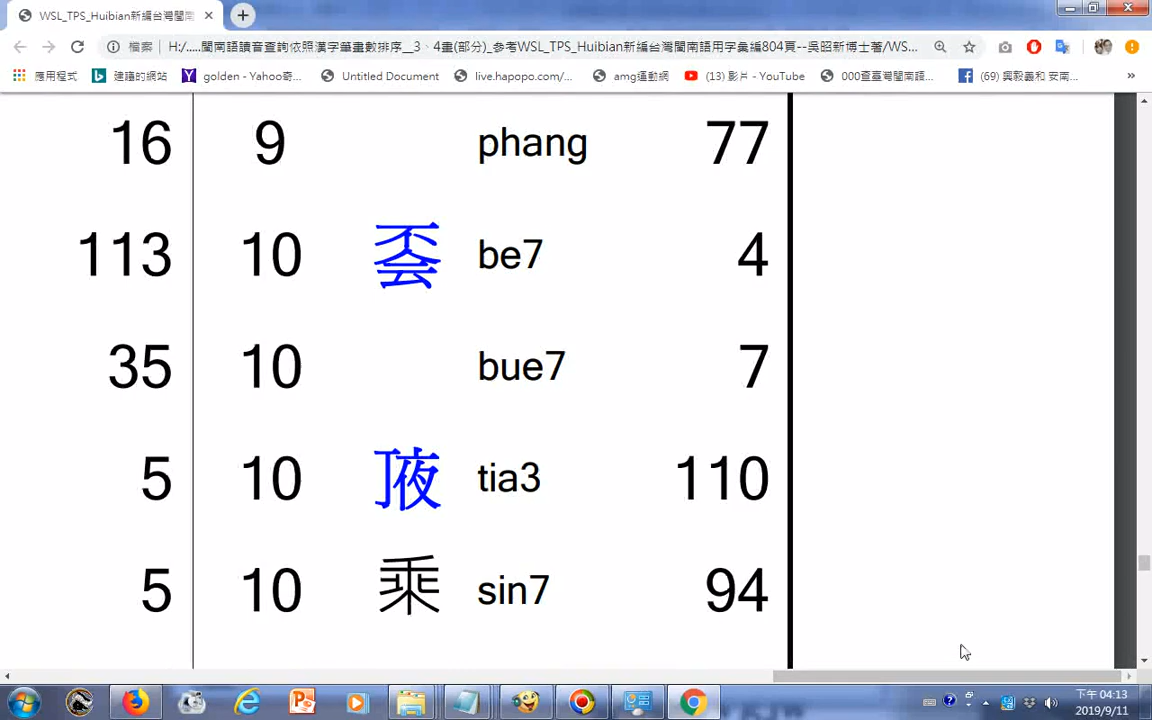 WSL_TPS_Huibian新編台灣閩南
檔案 H:/.....閩南語讀音查詢依照漢字筆畫數排序__3、4畫(部分)_參考WSL_TPS_Huibian新編台灣閩南語用字彙編804頁--吳昭新博士著/WS...
應用程式 建議的網站 golden - Yahoo奇... Untitled Document live.hapopo.com/... amg運動網 (13) 影片 - YouTube 000查臺灣閩南語... (69) 興毅義和 安南... »
16 9 phang 77
113 10 be7 4
35 10 bue7 7
5 10 tia3 110
5 10 乘 sin7 94
下午 04:13
2019/9/11